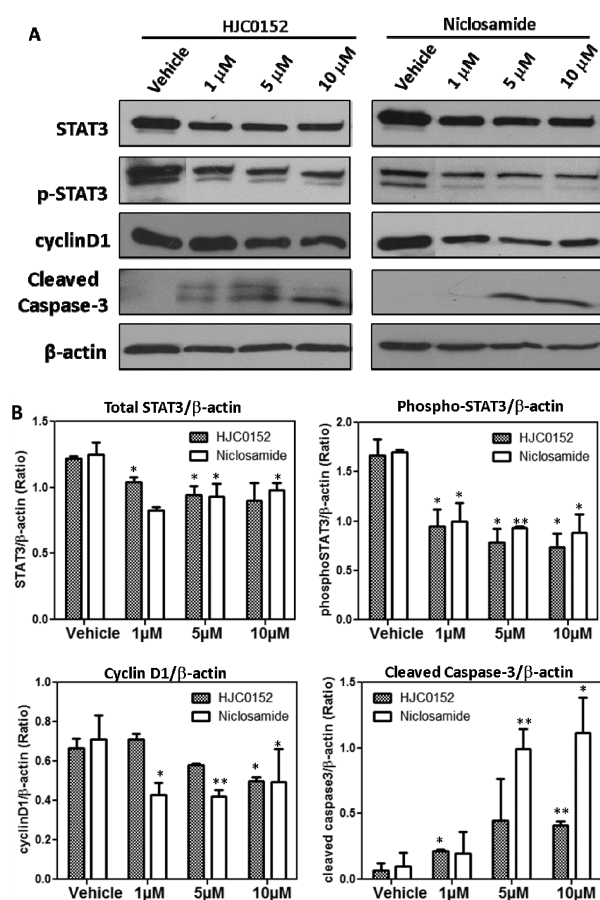 A
HJC0152
Niclosamide
Vehicle 1 µM 5 µM 10 µM
Vehicle 1 µM 5 µM 10 µM
STAT3
p-STAT3
cyclinD1
Cleaved
Caspase-3
β-actin
B
Total STAT3/β-actin
STAT3/β-actin (Ratio)
1.5
1.0
0.5
0.0
HJC0152
Niclosamide
* * * *
Vehicle 1µM 5µM 10µM
Phospho-STAT3/β-actin
phosphoSTAT3/β-actin (Ratio)
2.0
1.5
1.0
0.5
0.0
HJC0152
Niclosamide
* * * ** * *
Vehicle 1µM 5µM 10µM
Cyclin D1/β-actin
cyclinD1/β-actin (Ratio)
1.0
0.8
0.6
0.4
0.2
0.0
HJC0152
Niclosamide
* ** * *
Vehicle 1µM 5µM 10µM
Cleaved Caspase-3/β-actin
cleaved caspase3/β-actin (Ratio)
1.5
1.0
0.5
0.0
HJC0152
Niclosamide
* ** ** *
Vehicle 1µM 5µM 10µM